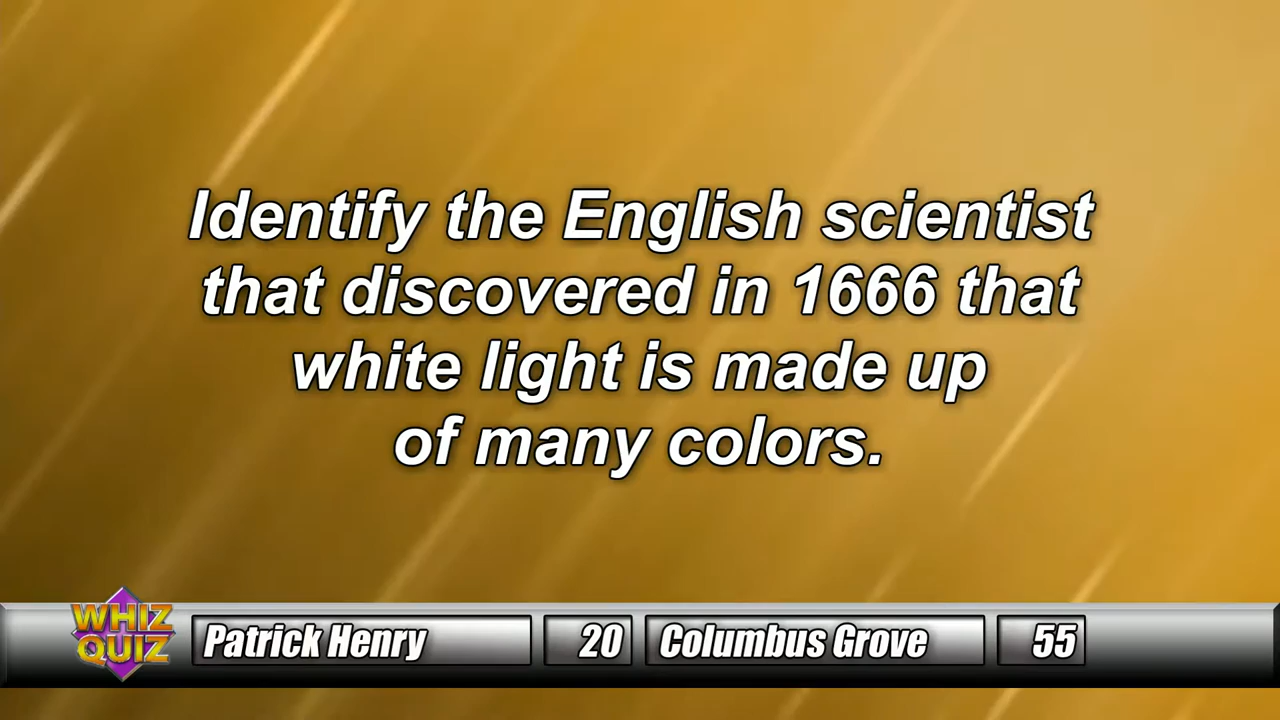 Identify the English scientist
that discovered in 1666 that
white light is made up
of many colors.
WHIZ
QUIZ
Patrick Henry 20 Columbus Grove 55